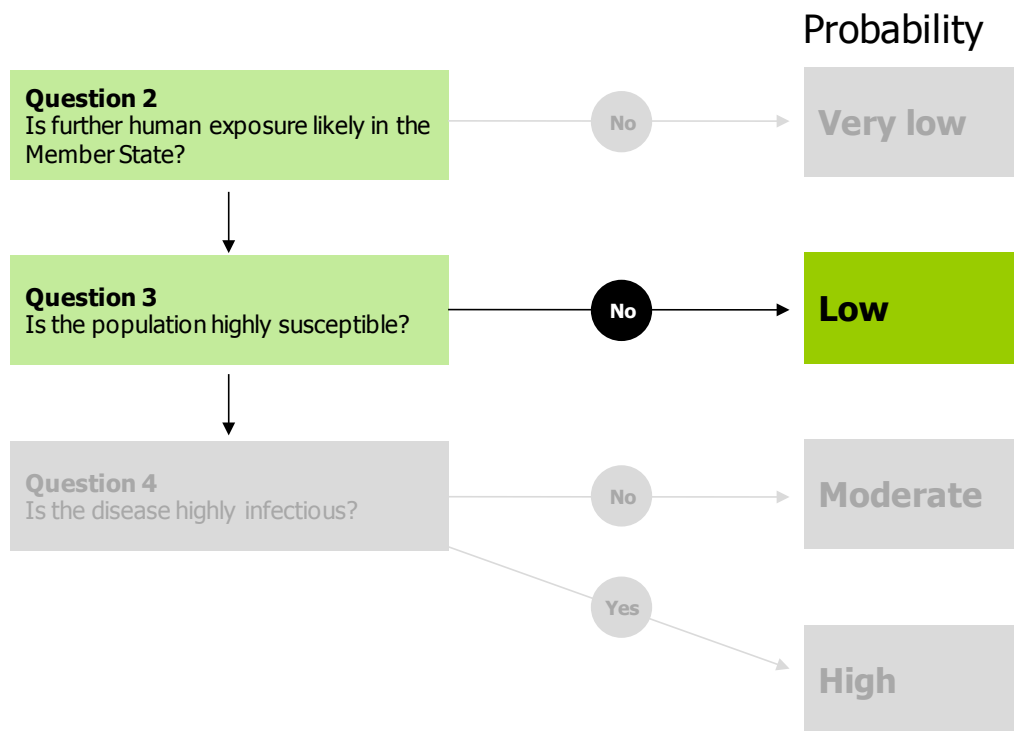 Probability
Question 2
Is further human exposure likely in the
Member State?
No
Very low
Question 3
Is the population highly susceptible?
No
Low
Question 4
Is the disease highly infectious?
No
Moderate
Yes
High